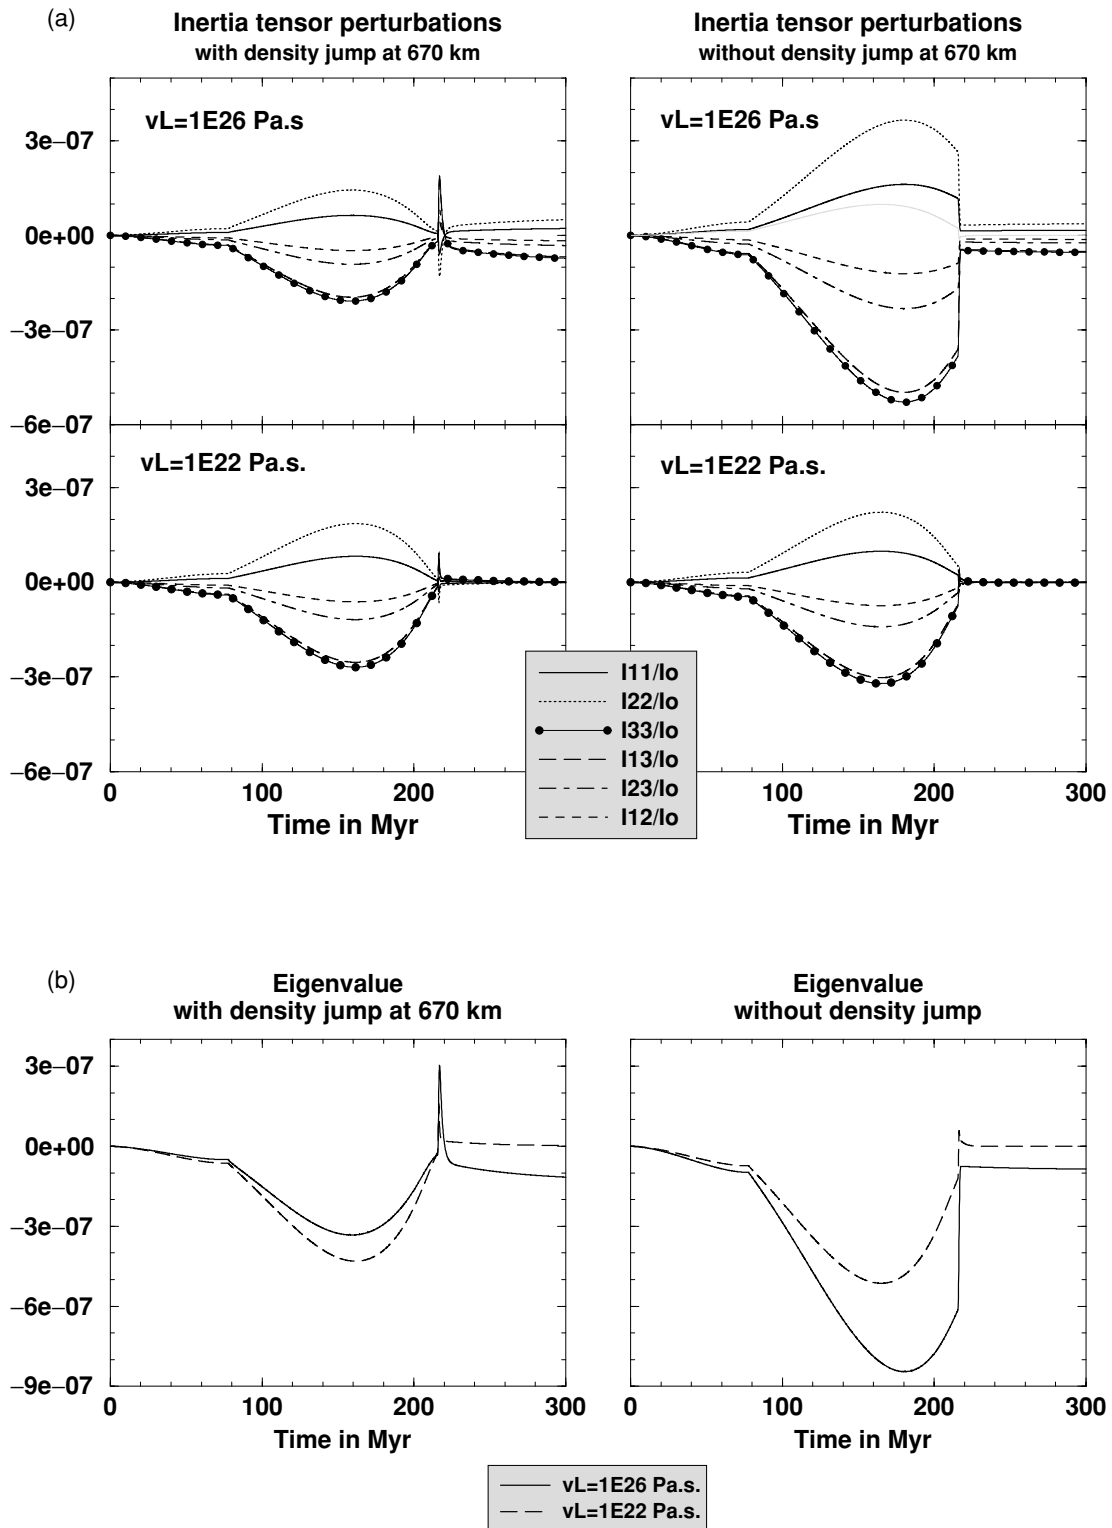 (a)
Inertia tensor perturbations
with density jump at 670 km
Inertia tensor perturbations
without density jump at 670 km
vL=1E26 Pa.s
vL=1E26 Pa.s
3e−07
0e+00
−3e−07
−6e−07
vL=1E22 Pa.s.
vL=1E22 Pa.s.
3e−07
0e+00
−3e−07
−6e−07
0 100 200
0 100 200 300
Time in Myr
Time in Myr
I11/Io
I22/Io
I33/Io
I13/Io
I23/Io
I12/Io
(b)
Eigenvalue
with density jump at 670 km
Eigenvalue
without density jump
3e−07
0e+00
−3e−07
−6e−07
−9e−07
0 100 200 300
0 100 200 300
Time in Myr
Time in Myr
vL=1E26 Pa.s.
vL=1E22 Pa.s.